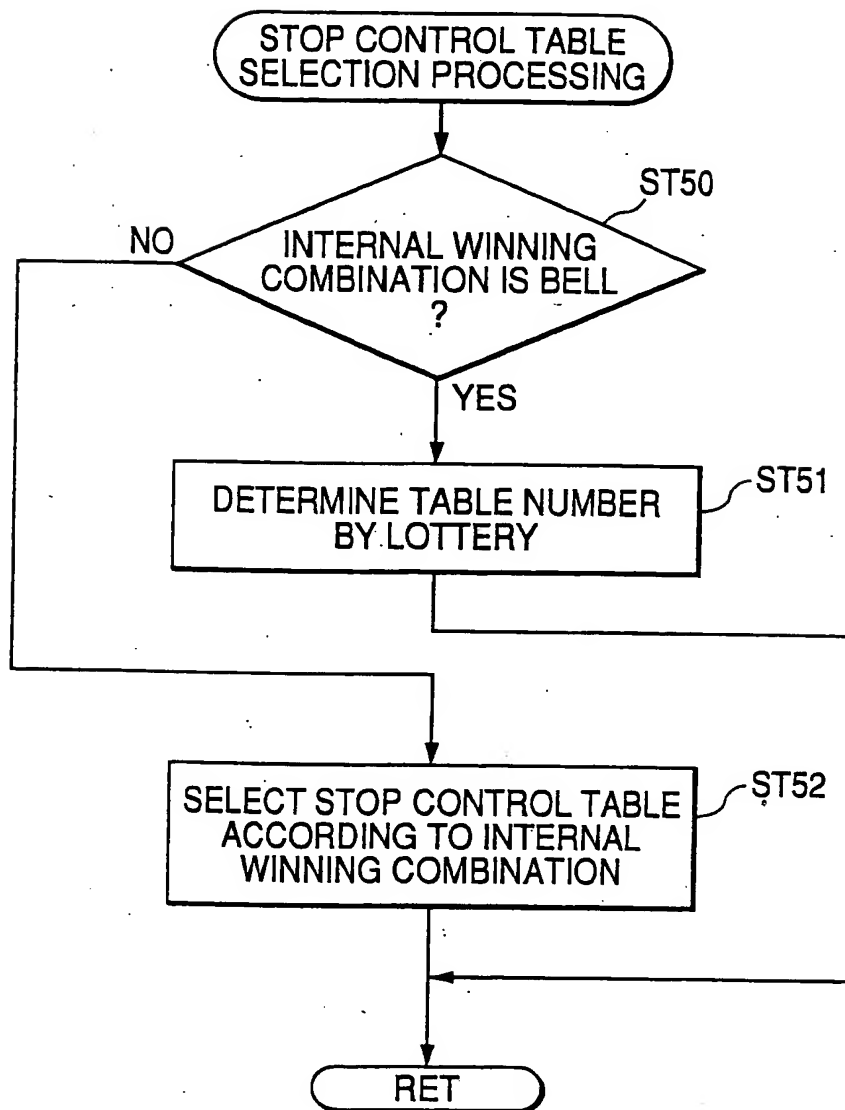 STOP CONTROL TABLE
SELECTION PROCESSING
ST50
NO
INTERNAL WINNING
COMBINATION IS BELL
?
YES
ST51
DETERMINE TABLE NUMBER
BY LOTTERY
ST52
SELECT STOP CONTROL TABLE
ACCORDING TO INTERNAL
WINNING COMBINATION
RET